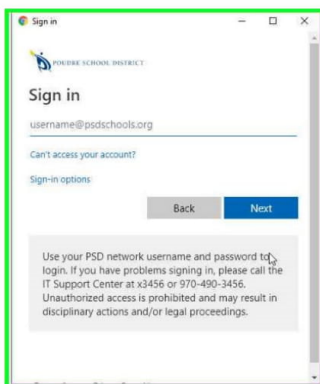 Sign in
POUDRE SCHOOL DISTRICT
Sign in
username@psdschools.org
Can't access your account?
Sign-in options
Back Next
Use your PSD network username and password to
login. If you have problems signing in, please call the
IT Support Center at x3456 or 970-490-
3456.
Unauthorized access is prohibited and may result in
disciplinary actions and/or legal proceedings.